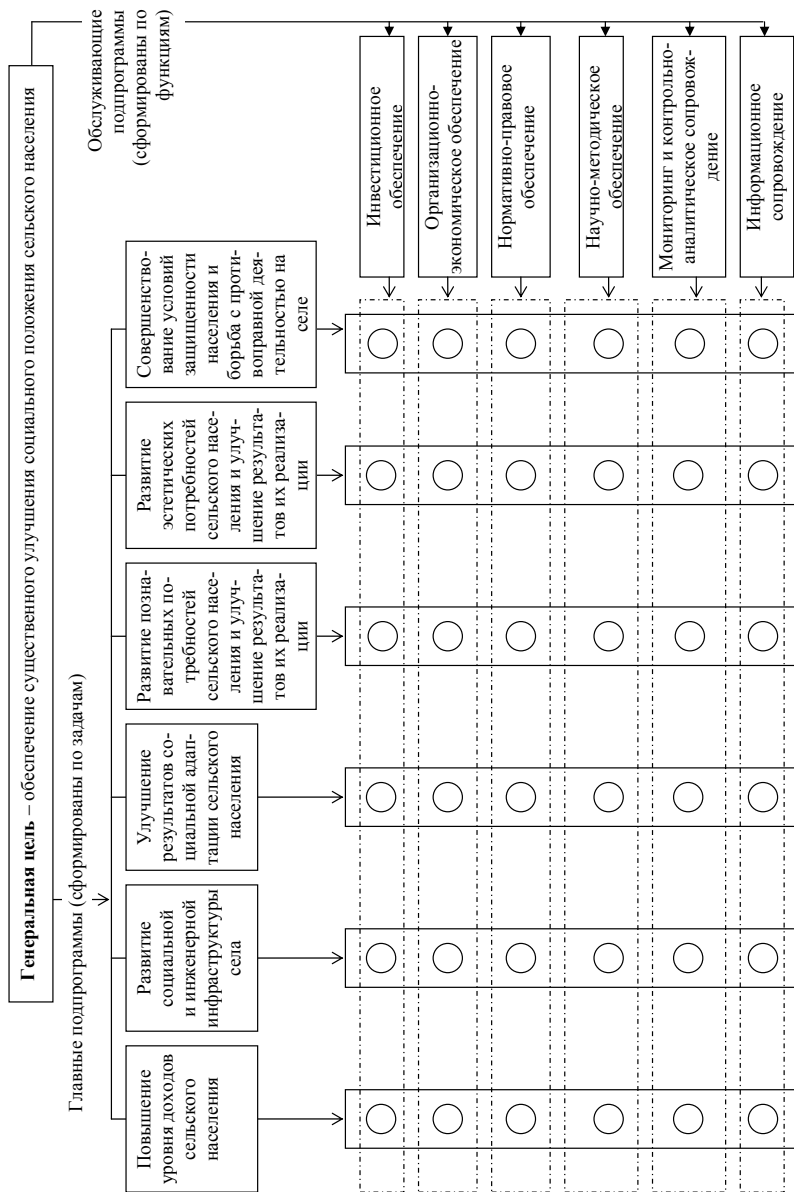 Генеральная цель – обеспечение существенного улучшения социального положения сельского населения
Главные подпрограммы (сформированы по задачам)
Обслуживающие
подпрограммы
(сформированы по
функциям)
Повышение
уровня доходов
сельского
населения
Развитие
социальной
и инженерной
инфраструктуры
села
Улучшение
результатов со-
циальной адап-
тации сельского
населения
Развитие позна-
вательных по-
требностей
сельского насе-
ления и улуч-
шение результа-
тов их реализа-
ции
Развитие
эстетических
потребностей
сельского насе-
ления и улуч-
шение результа-
тов их реализа-
ции
Совершенство-
вание условий
защищенности
населения и
борьба с проти-
воправной дея-
тельностью на
селе
Инвестиционное
обеспечение
Организационно-
экономическое обеспечение
Нормативно-правовое
обеспечение
Научно-методическое
обеспечение
Мониторинг и контрольно-
аналитическое сопровож-
дение
Информационное
сопровождение